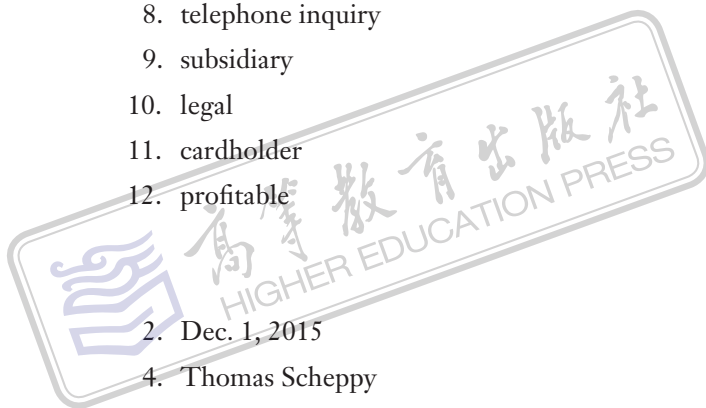 8. telephone inquiry
9. subsidiary
10. legal
11. cardholder
12. profitable
高等教育出版社
HIGHER EDUCATION PRESS
2. Dec. 1, 2015
4. Thomas Scheppy